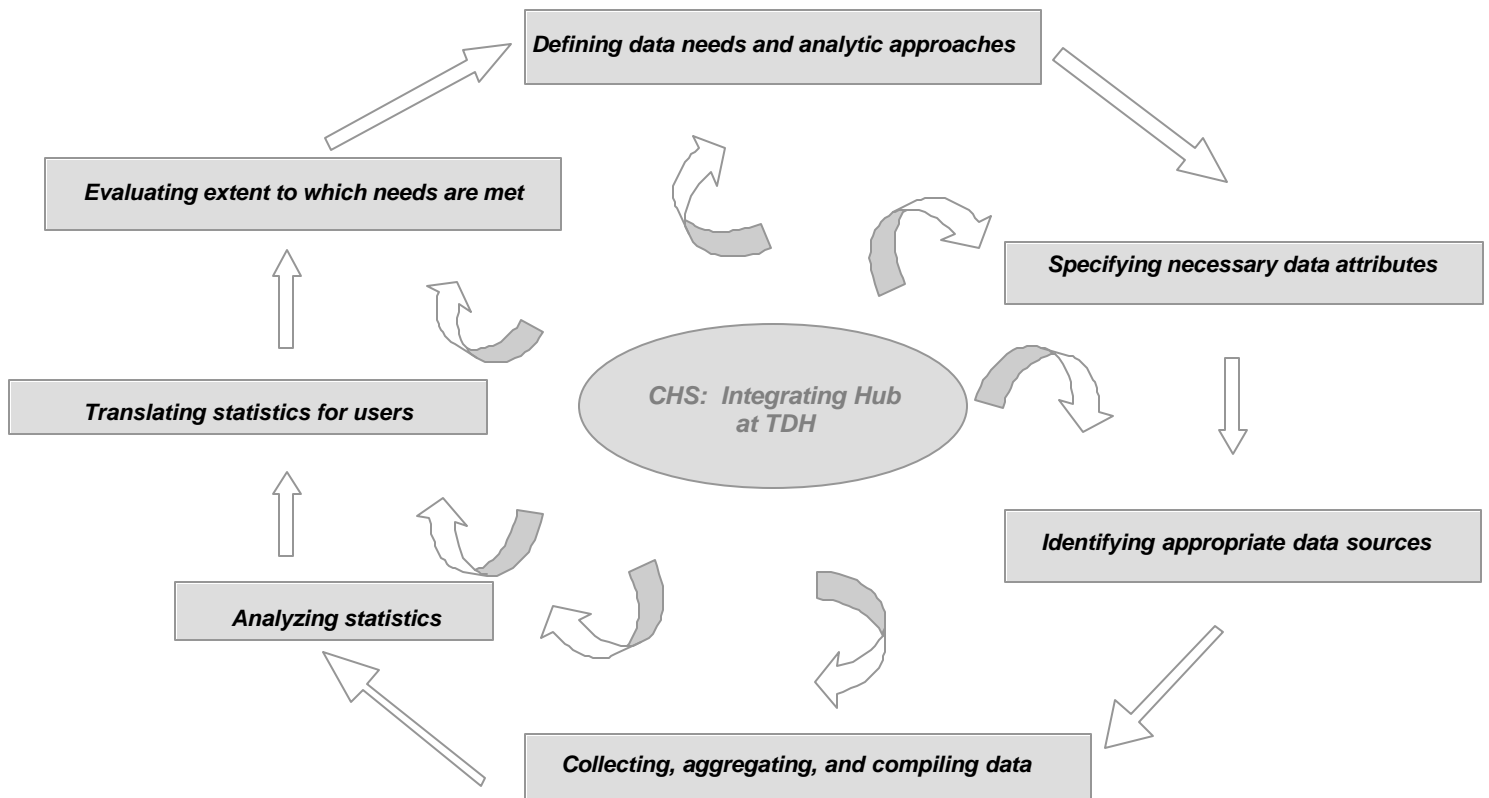 Defining data needs and analytic approaches
Evaluating extent to which needs are met
Specifying necessary data attributes
CHS: Integrating Hub
at TDH
Translating statistics for users
Identifying appropriate data sources
Analyzing statistics
Collecting, aggregating, and compiling data